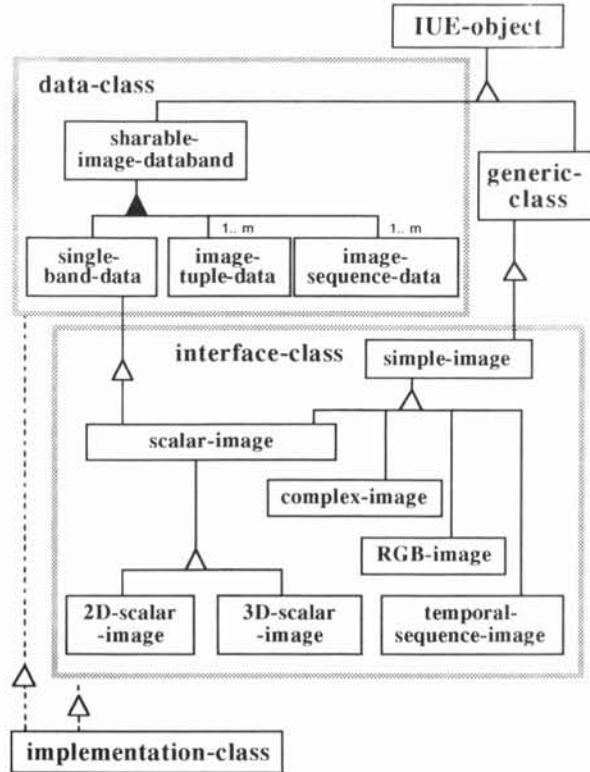 IUE-object
data-class
sharable-
image-databand
generic-
class
1.. m
1.. m
single-
band-data
image-
tuple-data
image-
sequence-data
interface-class
simple-image
scalar-image
complex-image
RGB-image
2D-scalar
-image
3D-scalar
-image
temporal-
sequence-image
implementation-class